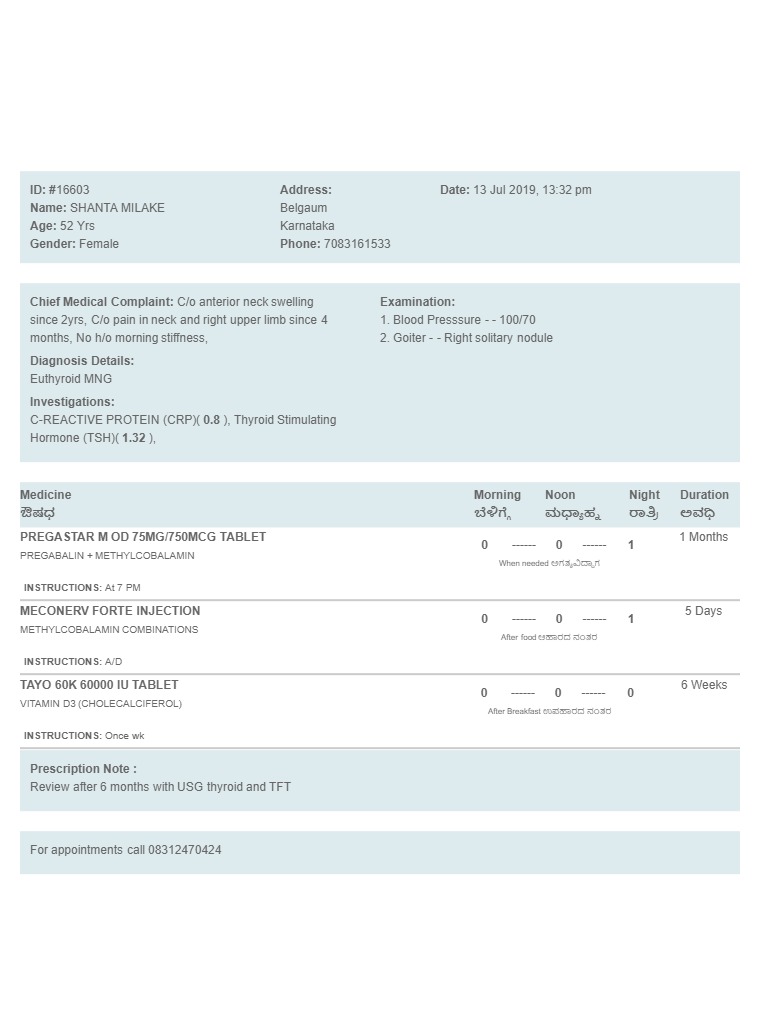 ID: #16603
Name: SHANTA MILAKE
Age: 52 Yrs
Gender: Female
Address:
Belgaum
Karnataka
Phone: 7083161533
Date: 13 Jul 2019, 13:32 pm
Chief Medical Complaint: C/o anterior neck swelling
since 2yrs, C/o pain in neck and right upper limb since 4
months, No h/o morning stiffness,
Diagnosis Details:
Euthyroid MNG
Investigations:
C-REACTIVE PROTEIN (CRP)( 0.8 ), Thyroid Stimulating
Hormone (TSH)( 1.32 ),
Examination:
1. Blood Presssure - - 100/70
2. Goiter - - Right solitary nodule
Medicine Morning Noon Night Duration
ಔಷಧ ಬೆಳಿಗ್ಗೆ ಮಧ್ಯಾಹ್ನ ರಾತ್ರಿ ಅವಧಿ
PREGASTAR M OD 75MG/750MCG TABLET 0 ------ 0 ------ 1 1 Months
PREGABALIN + METHYLCOBALAMIN
When needed ಅಗತ್ಯವಿದ್ದಾಗ
INSTRUCTIONS: At 7 PM
MECONERV FORTE INJECTION 0 ------ 0 ------ 1 5 Days
METHYLCOBALAMIN COMBINATIONS
After food ಆಹಾರದ ನಂತರ
INSTRUCTIONS: A/D
TAYO 60K 60000 IU TABLET 0 ------ 0 ------ 0 6 Weeks
VITAMIN D3 (CHOLECALCIFEROL)
After Breakfast ಉಪಹಾರದ ನಂತರ
INSTRUCTIONS: Once wk
Prescription Note :
Review after 6 months with USG thyroid and TFT
For appointments call 08312470424